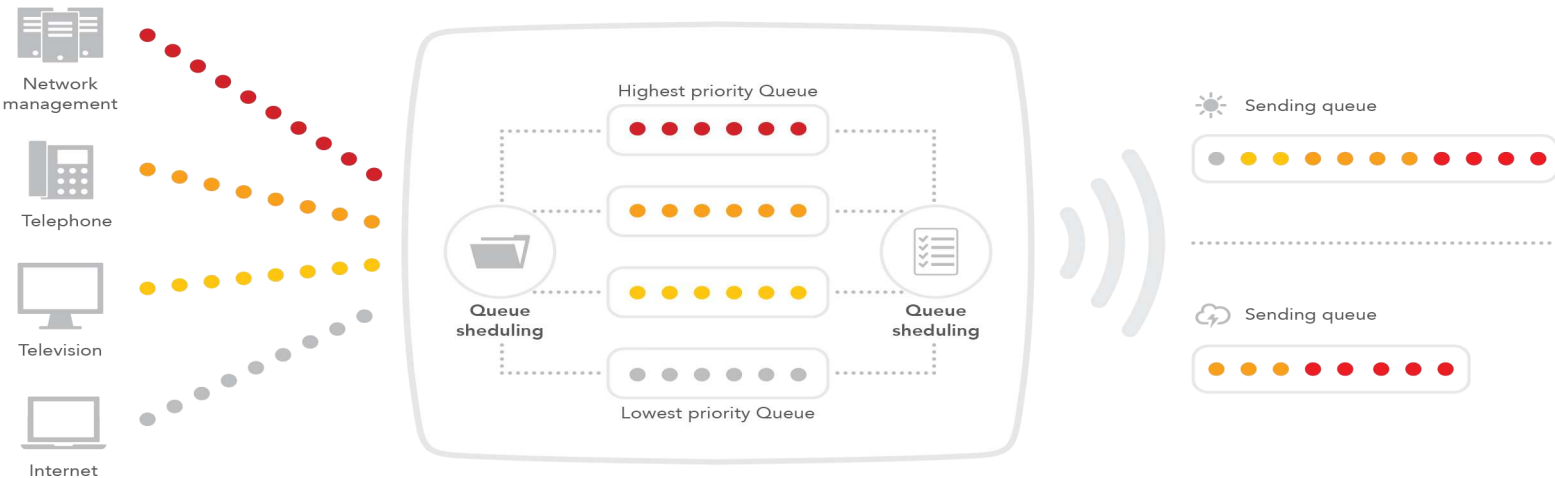 Network
management
Telephone
Television
Internet
Highest priority Queue
Queue
sheduling
Queue
sheduling
Lowest priority Queue
Sending queue
Sending queue